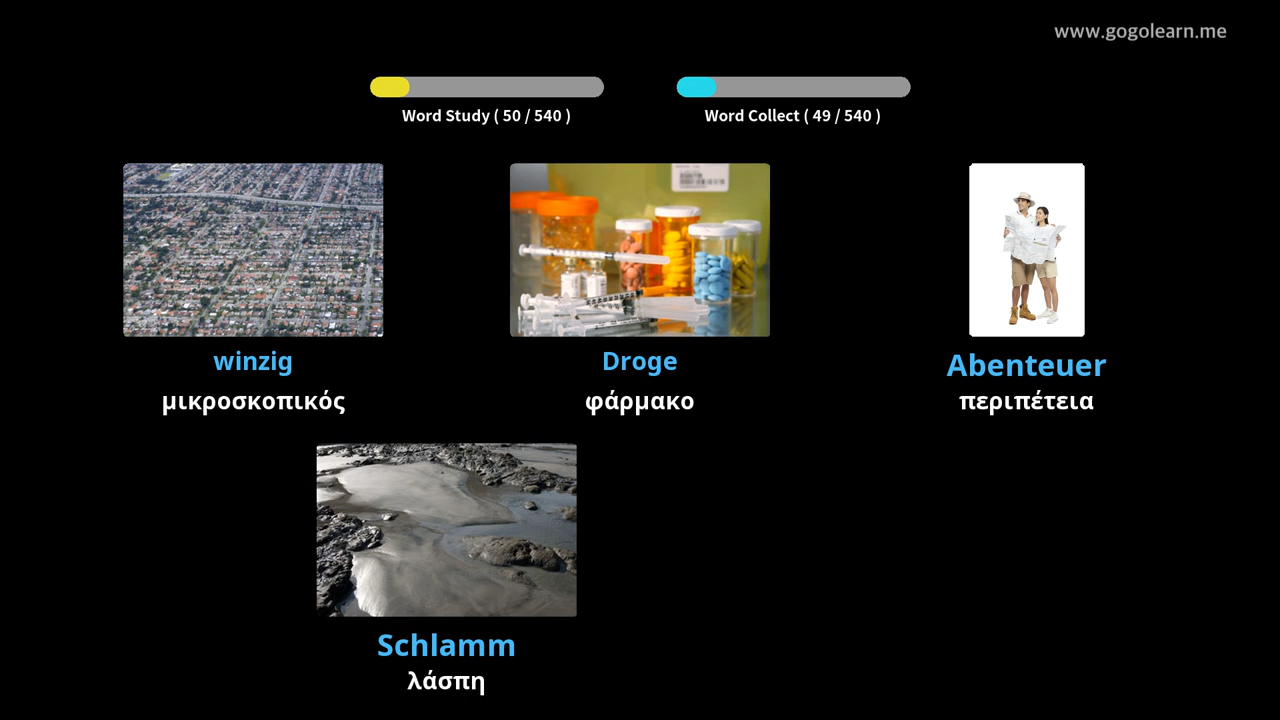 www.gogolearn.me
Word Study ( 50 / 540 )
Word Collect ( 49 / 540 )
winzig
μικροσκοπικός
Droge
φάρμακο
Abenteuer
περιπέτεια
Schlamm
λάσπη